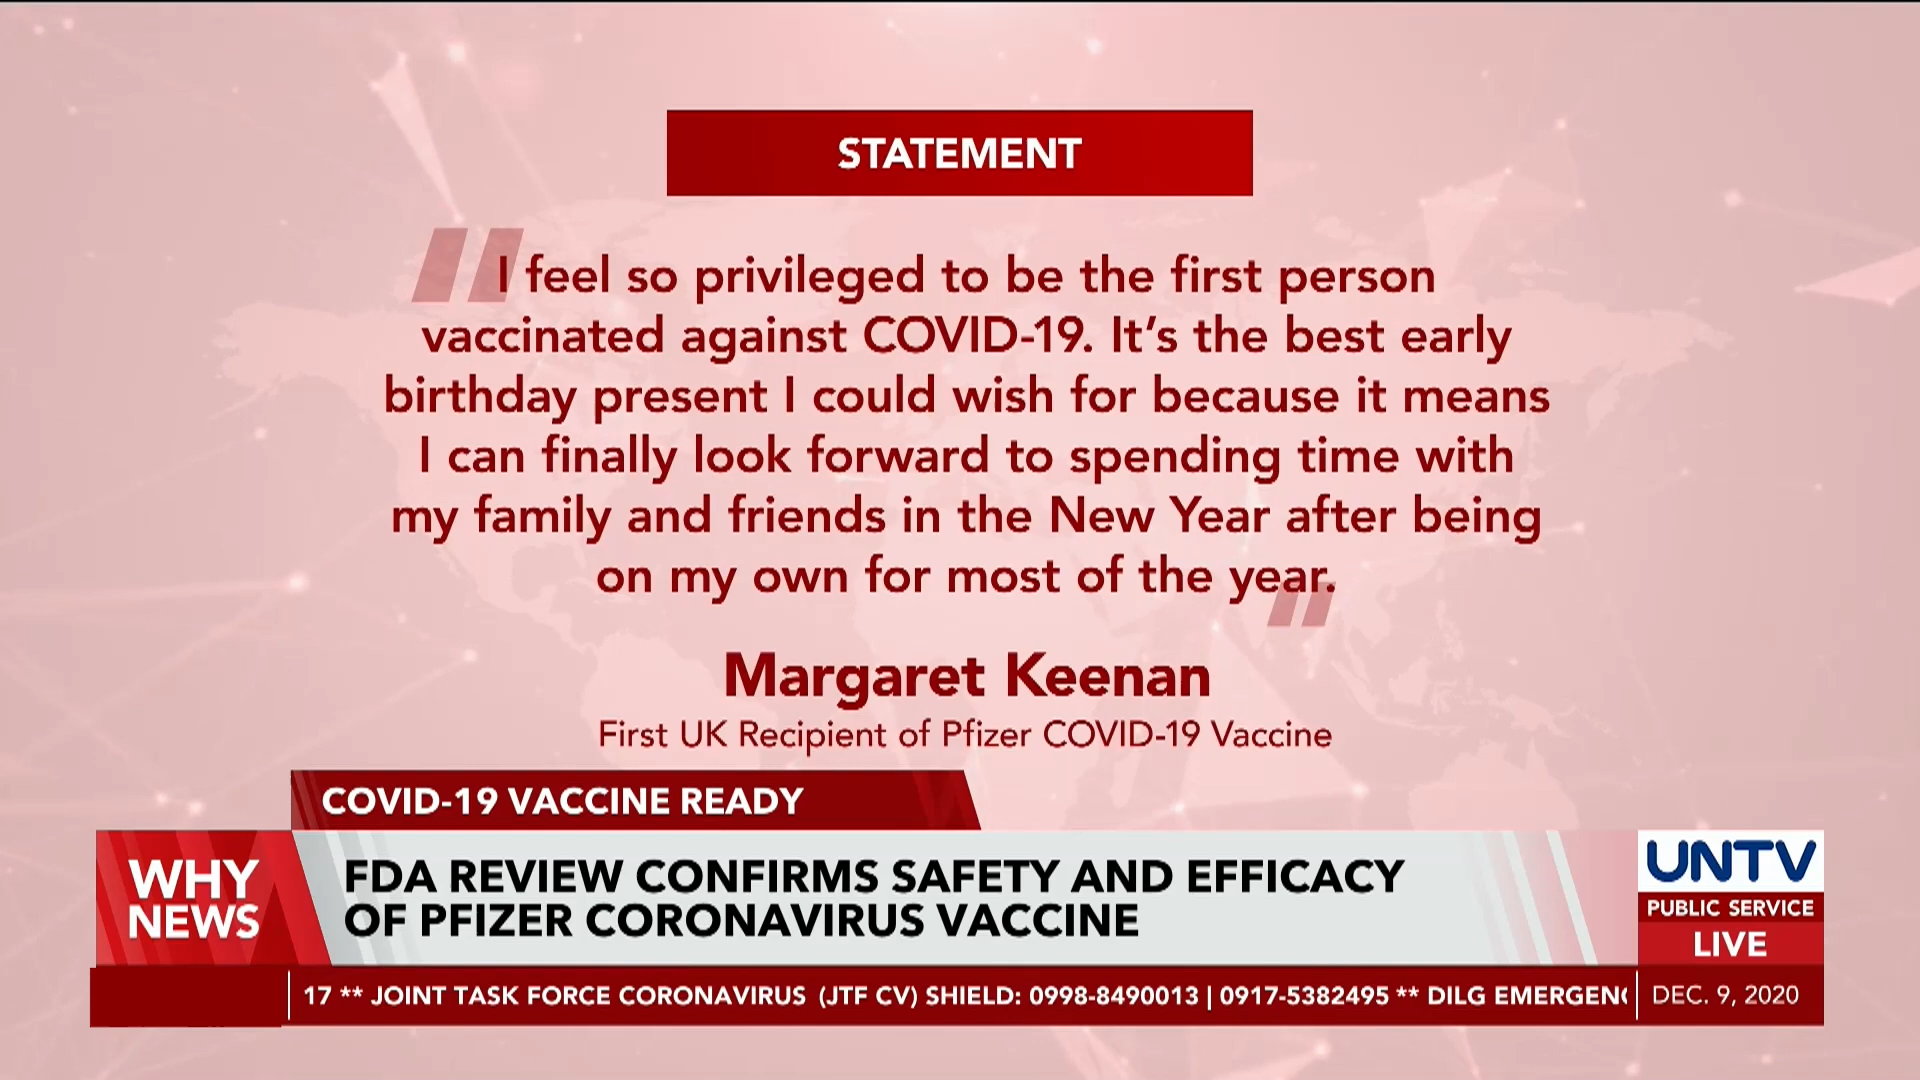 STATEMENT
I feel so privileged to be the first person
vaccinated against COVID-19. It’s the best early
birthday present I could wish for because it means
I can finally look forward to spending time with
my family and friends in the New Year after being
on my own for most of the year.
Margaret Keenan
First UK Recipient of Pfizer COVID-19 Vaccine
COVID-19 VACCINE READY
WHY
NEWS
FDA REVIEW CONFIRMS SAFETY AND EFFICACY
OF PFIZER CORONAVIRUS VACCINE
UNTV
PUBLIC SERVICE
LIVE
17 ** JOINT TASK FORCE CORONAVIRUS (JTF CV) SHIELD: 0998-8490013 | 0917-5382495 ** DILG EMERGEN
DEC. 9, 2020